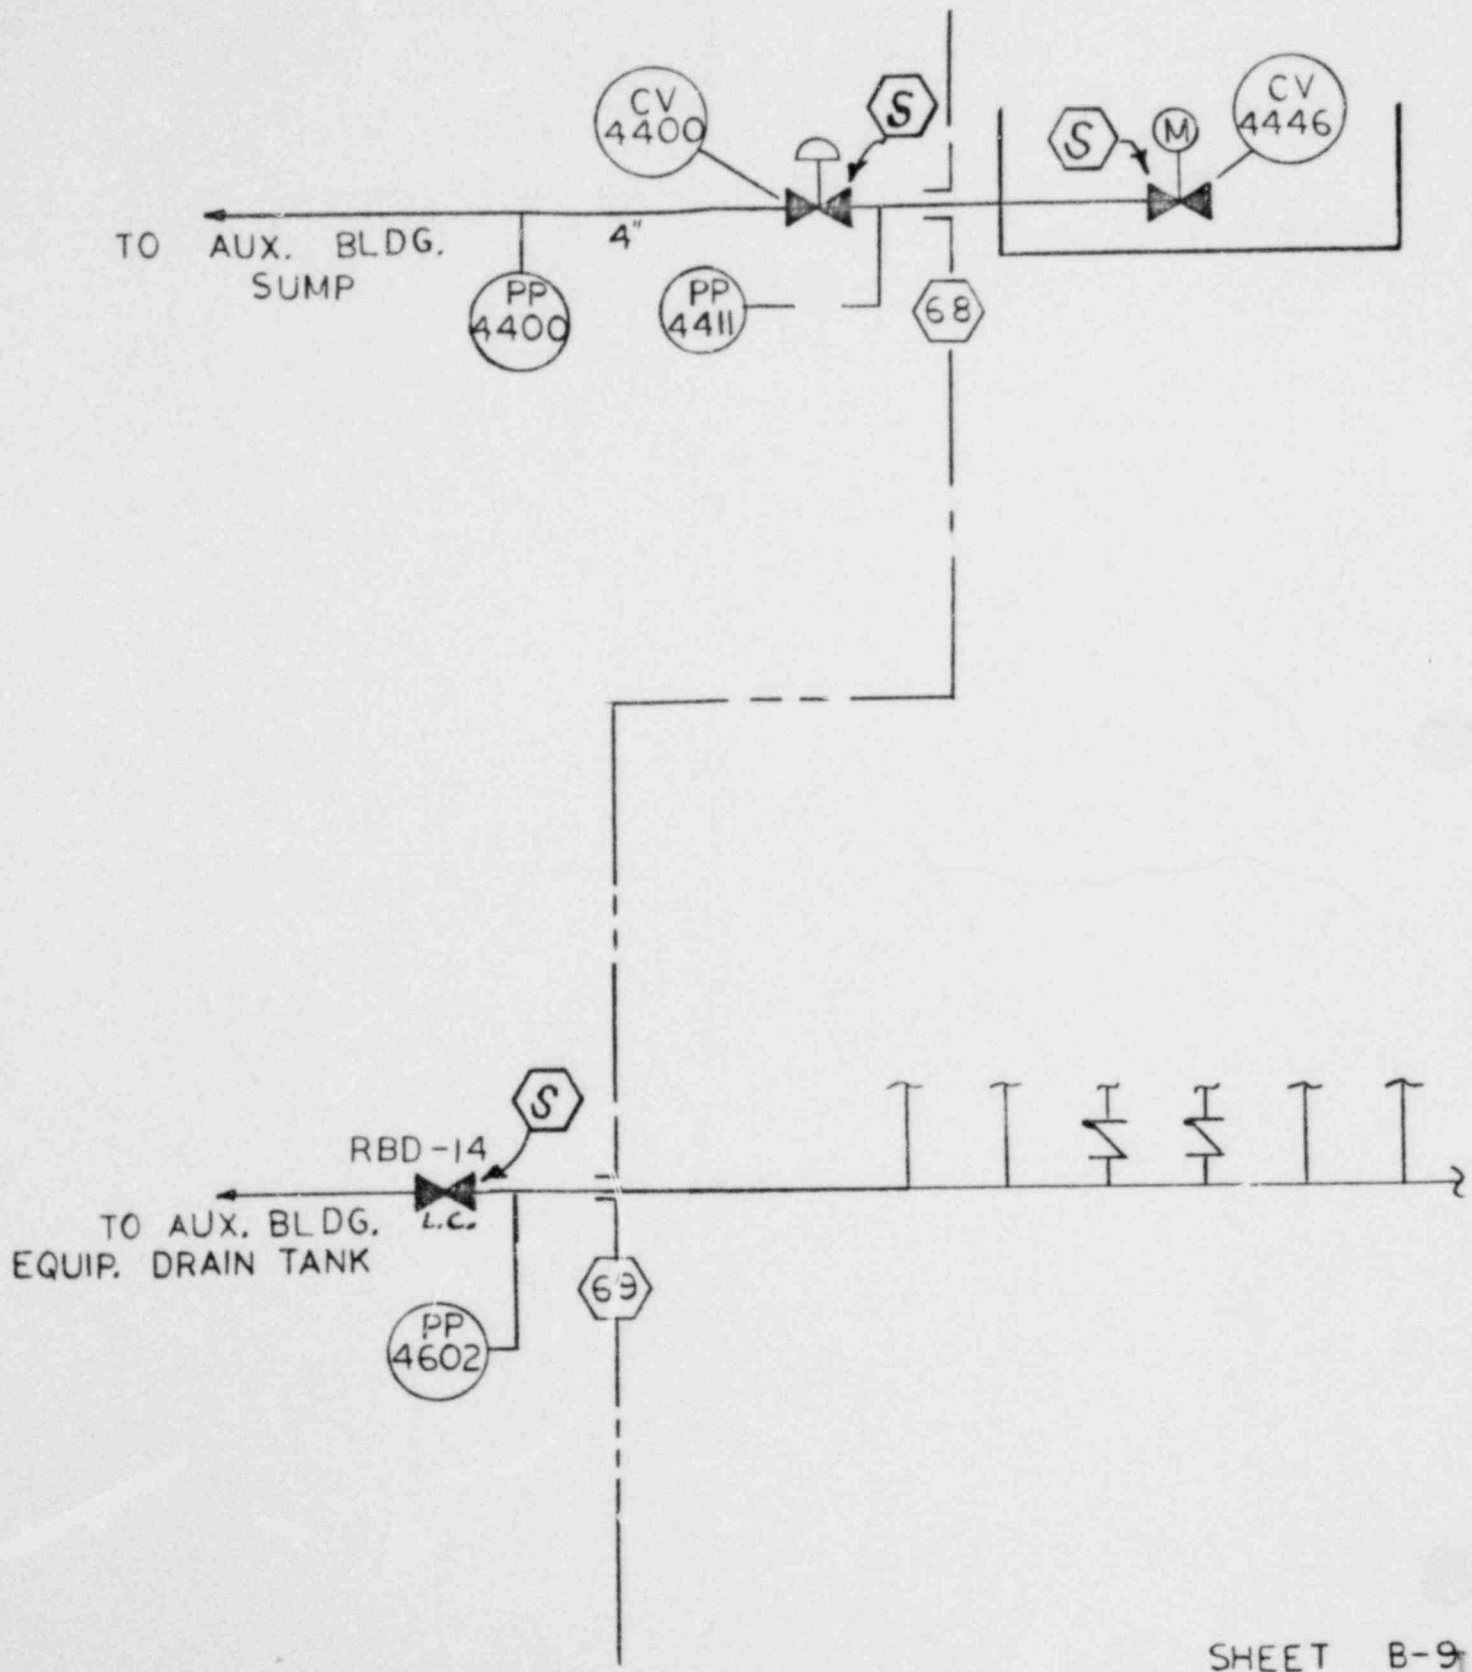 CV
4400
S
S
M
CV
4446
TO AUX. BLDG.
SUMP
4"
PP
4400
PP
4411
68
S
RBD-14
L.C.
TO AUX. BLDG.
EQUIP. DRAIN TANK
69
PP
4602
SHEET B-9